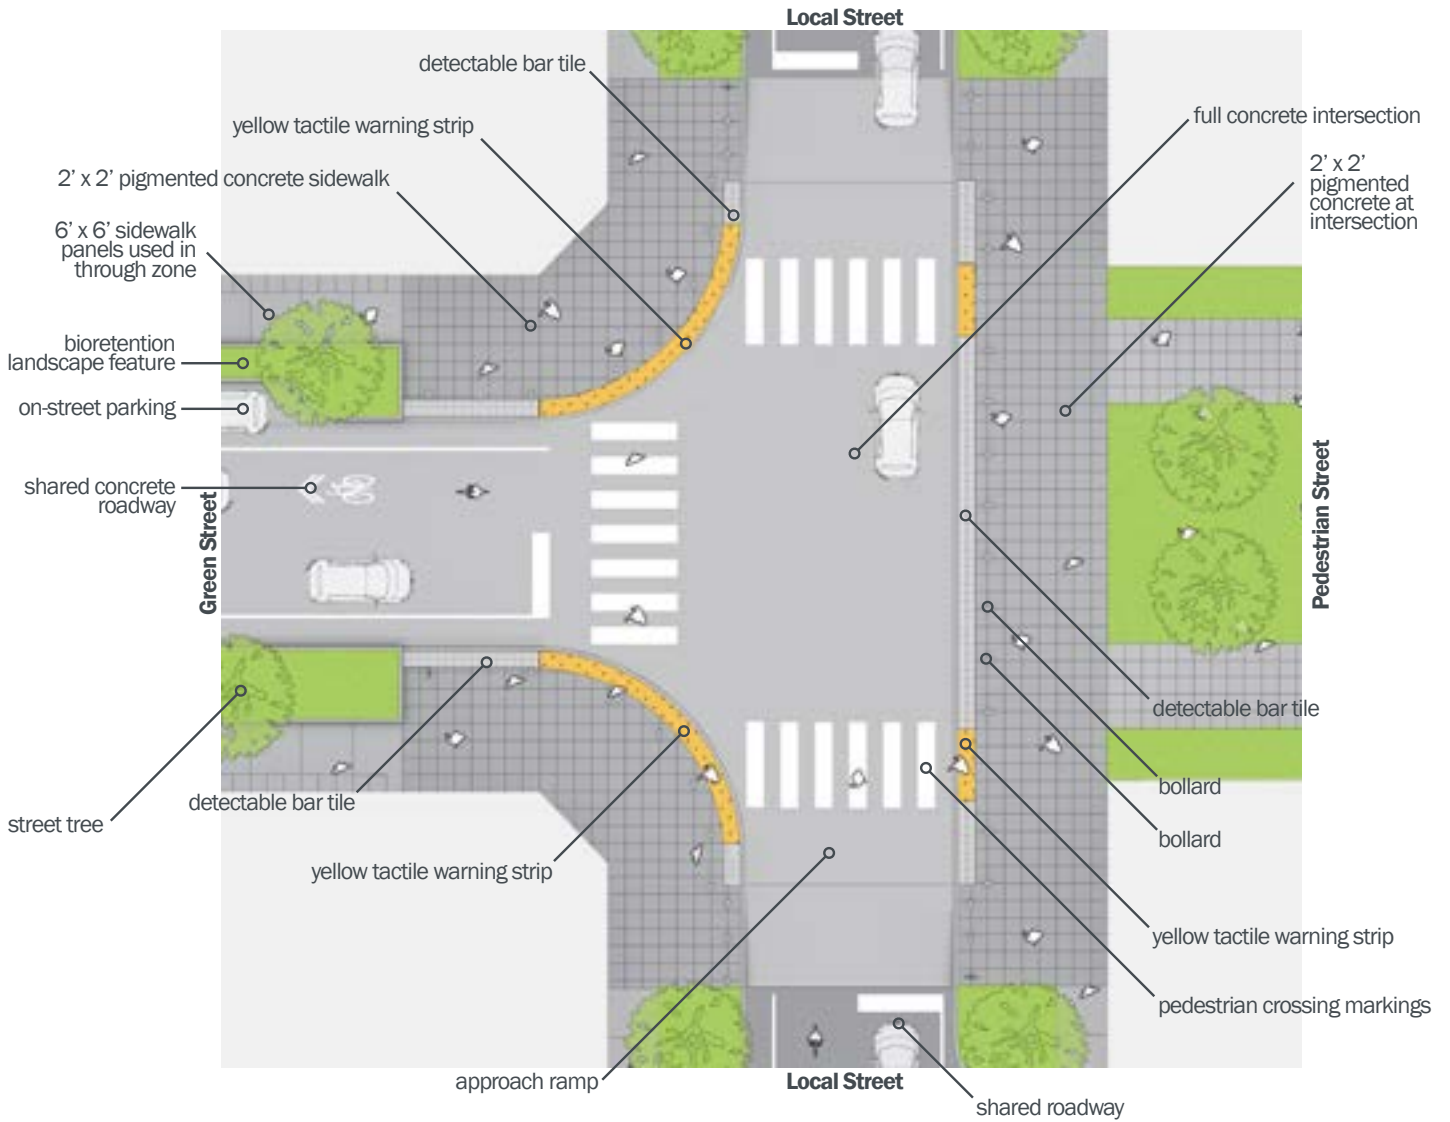 Local Street
detectable bar tile
yellow tactile warning strip
2’ x 2’ pigmented concrete sidewalk
6’ x 6’ sidewalk
panels used in
through zone
bioretention
landscape feature
on-street parking
shared concrete
roadway
Green Street
street tree
detectable bar tile
yellow tactile warning strip
approach ramp
Local Street
shared roadway
full concrete intersection
2’ x 2’
pigmented
concrete at
intersection
Pedestrian Street
detectable bar tile
bollard
bollard
yellow tactile warning strip
pedestrian crossing markings